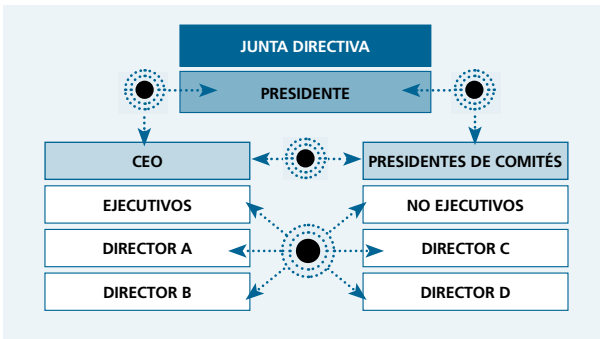 JUNTA DIRECTIVA
PRESIDENTE
CEO
PRESIDENTES DE COMITÉS
EJECUTIVOS
NO EJECUTIVOS
DIRECTOR A
DIRECTOR C
DIRECTOR B
DIRECTOR D